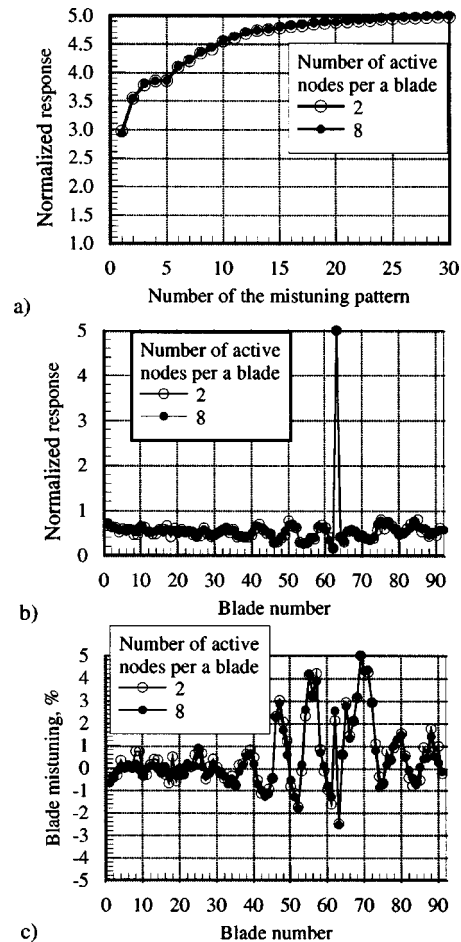 5.0
4.5
4.0
3.5
3.0
2.5
2.0
1.5
1.0
Normalized response
Number of active
nodes per a blade
2
8
0 5 10 15 20 25 30
Number of the mistuning pattern
a)
5
4
3
2
1
0
Normalized response
Number of active
nodes per a blade
2
8
0 10 20 30 40 50 60 70 80 90
Blade number
b)
Number of active
nodes per a blade
2
8
5
4
3
2
1
0
-1
-2
-3
-4
-5
Blade mistuning, %
0 10 20 30 40 50 60 70 80 90
Blade number
c)